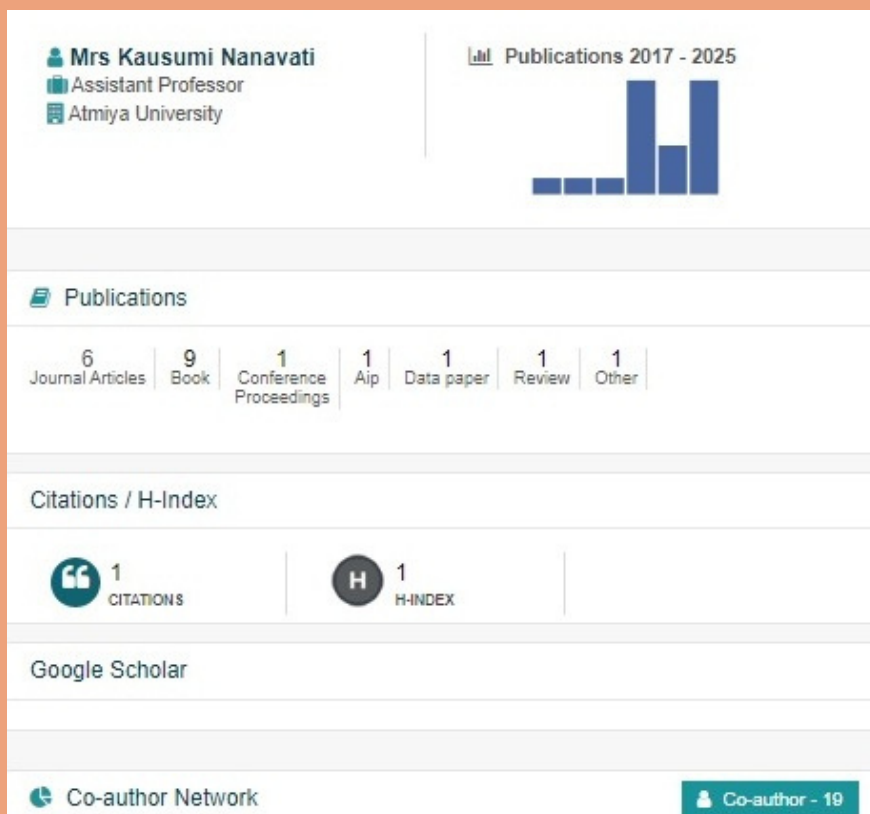 Mrs Kausumi Nanavati
Assistant Professor
Atmiya University
Publications 2017 - 2025
Publications
6
Journal Articles
9
Book
1
Conference
Proceedings
1
Aip
1
Data paper
1
Review
1
Other
Citations / H-Index
1
CITATIONS
H
1
H-INDEX
Google Scholar
Co-author Network
Co-author - 19